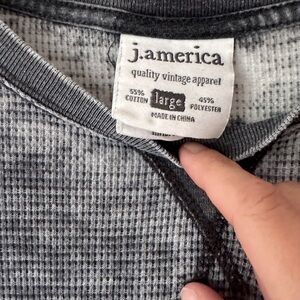 j.america
quality vintage apparel
55% COTTON large 45% POLYESTER
MADE IN CHINA